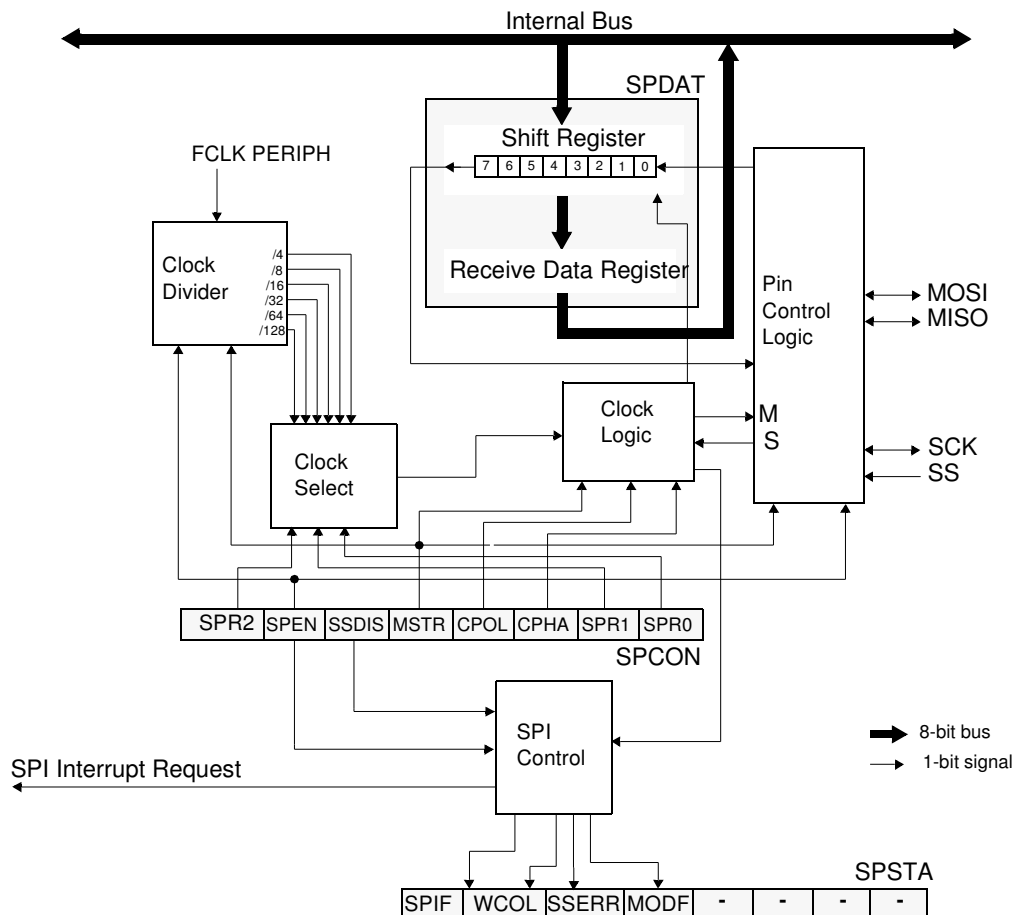 Internal Bus
SPDAT
Shift Register
7 6 5 4 3 2 1 0
FCLK PERIPH
Clock
Divider
/4
/8
/16
/32
/64
/128
Receive Data Register
Pin
Control
Logic
MOSI
MISO
Clock
Logic
M
S
SCK
SS
Clock
Select
SPR2 SPEN SSDIS MSTR CPOL CPHA SPR1 SPR0
SPCON
SPI
Control
8-bit bus
1-bit signal
SPI Interrupt Request
SPSTA
SPIF WCOL SSERR MODF - - - -